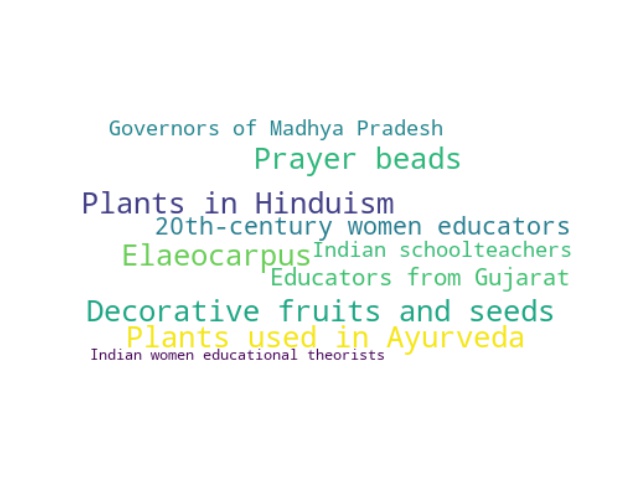 Governors of Madhya Pradesh
Prayer beads
Plants in Hinduism
20th-century women educators
Elaeocarpus
Indian schoolteachers
Educators from Gujarat
Decorative fruits and seeds
Plants used in Ayurveda
Indian women educational theorists